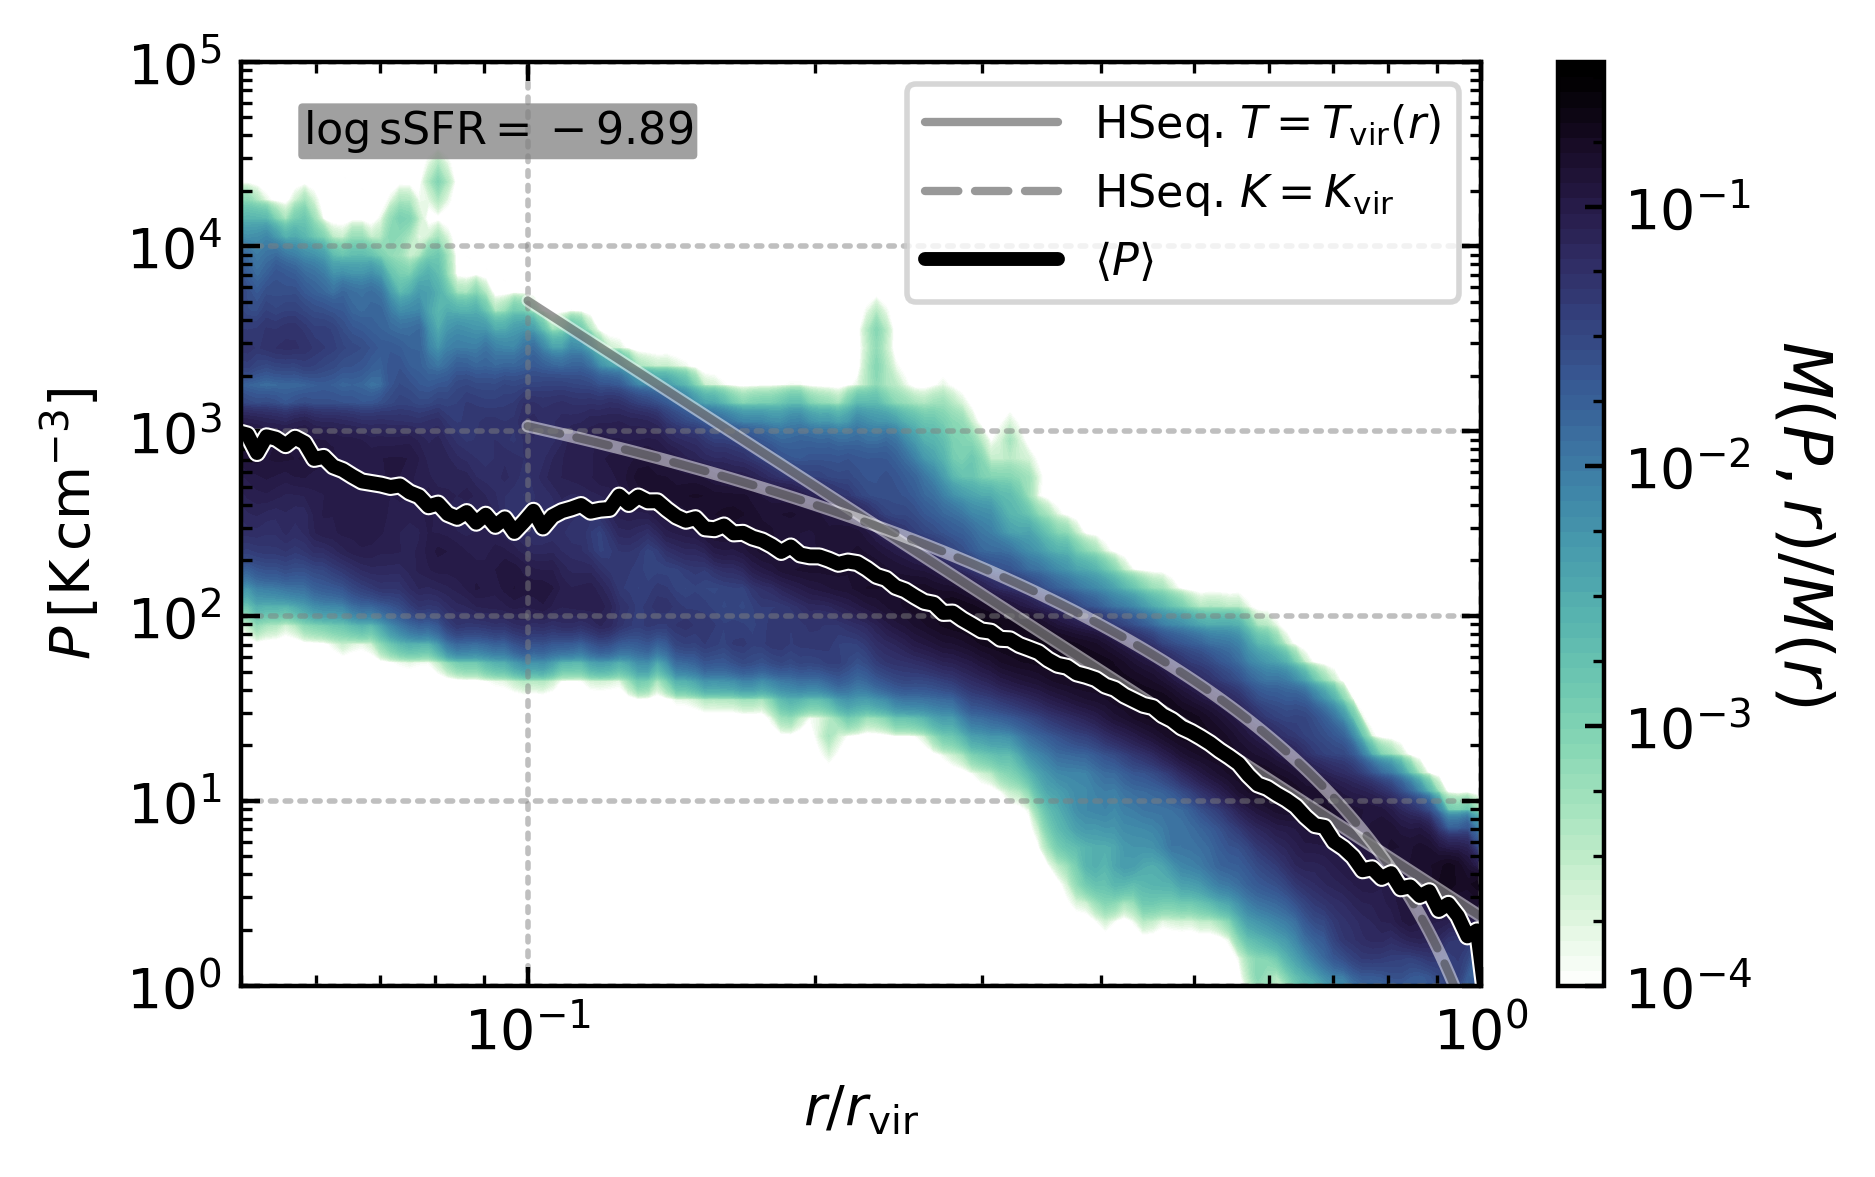 log sSFR = −9.89
HSeq. T = T_vir(r)
HSeq. K = K_vir
⟨P⟩
10^5
10^4
10^3
10^2
10^1
10^0
P [K cm^−3]
10^−1
10^0
r/r_vir
10^−1
10^−2
10^−3
10^−4
M(P, r)/M(r)